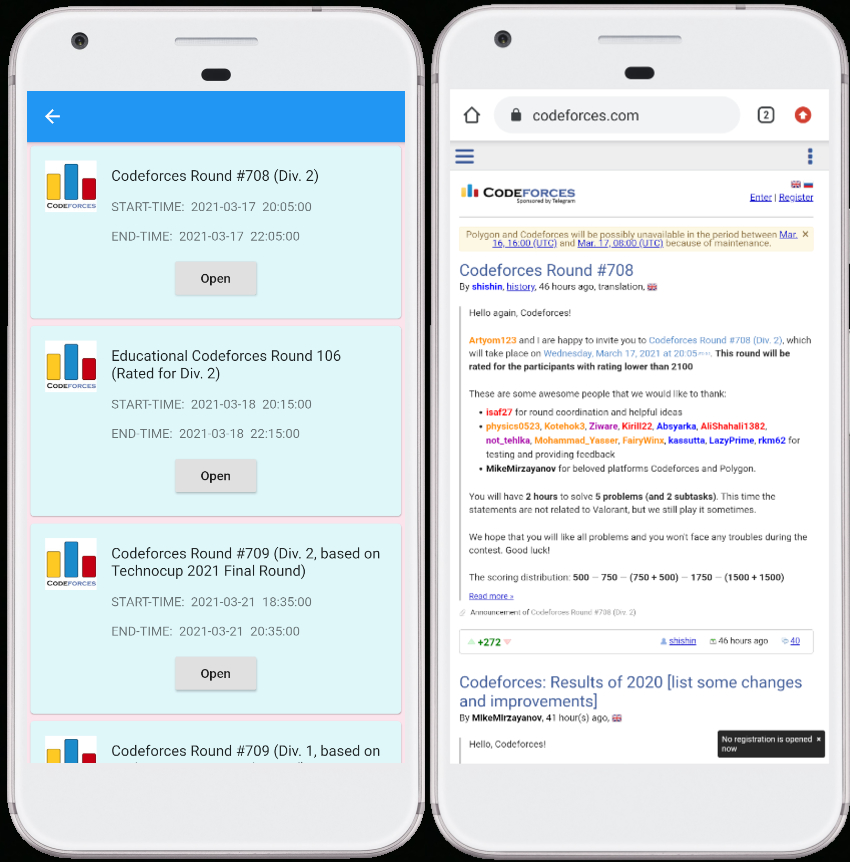 CODEFORCES
Codeforces Round #708 (Div. 2)
START-TIME: 2021-03-17 20:05:00
END-TIME: 2021-03-17 22:05:00
Open
CODEFORCES
Educational Codeforces Round 106
(Rated for Div. 2)
START-TIME: 2021-03-18 20:15:00
END-TIME: 2021-03-18 22:15:00
Open
CODEFORCES
Codeforces Round #709 (Div. 2, based on
Technocup 2021 Final Round)
START-TIME: 2021-03-21 18:35:00
END-TIME: 2021-03-21 20:35:00
Open
Codeforces Round #709 (Div. 1, based on
codeforces.com
2
CODEFORCES
Sponsored by Telegram
Enter | Register
Polygon and Codeforces will be possibly unavailable in the period between Mar. ×
16, 16:00 (UTC) and Mar. 17, 08:00 (UTC) because of maintenance.
Codeforces Round #708
By shishin, history, 46 hours ago, translation,
Hello again, Codeforces!
Artyom123 and I are happy to invite you to Codeforces Round #708 (Div. 2), which
will take place on Wednesday, March 17, 2021 at 20:05. This round will be
rated for the participants with rating lower than 2100
These are some awesome people that we would like to thank:
• isaf27 for round coordination and helpful ideas
• physics0523, Kotehok3, Ziware, Kirill22, Absyarka, AliShahali1382,
not_tehlka, Mohammad_Yasser, FairyWinx, kassutta, LazyPrime, rkm62 for
testing and providing feedback
• MikeMirzayanov for beloved platforms Codeforces and Polygon.
You will have 2 hours to solve 5 problems (and 2 subtasks). This time the
statements are not related to Valorant, but we still play it sometimes.
We hope that you will like all problems and you won't face any troubles during the
contest. Good luck!
The scoring distribution: 500 — 750 — (750 + 500) — 1750 — (1500 + 1500)
Read more »
Announcement of Codeforces Round #708 (Div. 2)
+272 shishin 46 hours ago 40
Codeforces: Results of 2020 [list some changes
and improvements]
By MikeMirzayanov, 41 hour(s) ago,
Hello, Codeforces!
No registration is opened ×
now